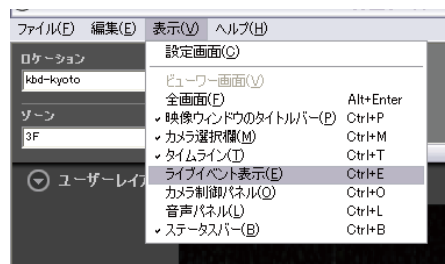 ファイル(F) 編集(E) 表示(V) ヘルプ(H)
設定画面(C)
ロケーション
kbd-kyoto
ビューワー画面(V)
全画面(F) Alt+Enter
✓映像ウィンドウのタイトルバー(P) Ctrl+P
ゾーン
3F
✓カメラ選択欄(M) Ctrl+M
✓タイムライン(T) Ctrl+T
ライブイベント表示(E) Ctrl+E
ユーザーレイ
カメラ制御パネル(O) Ctrl+O
音声パネル(L) Ctrl+L
✓ステータスバー(B) Ctrl+B